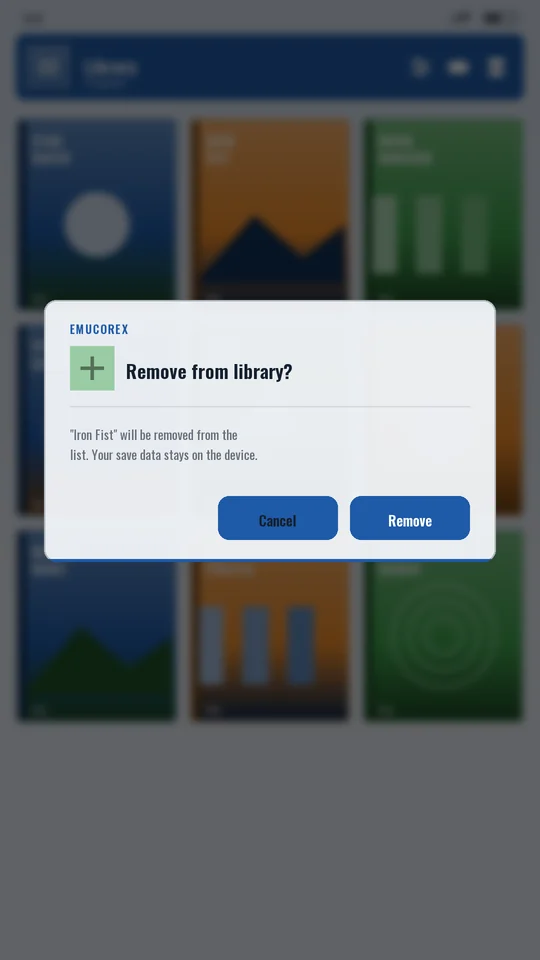 EMUCOREX
Remove from library?
"Iron Fist" will be removed from the
list. Your save data stays on the device.
Cancel
Remove